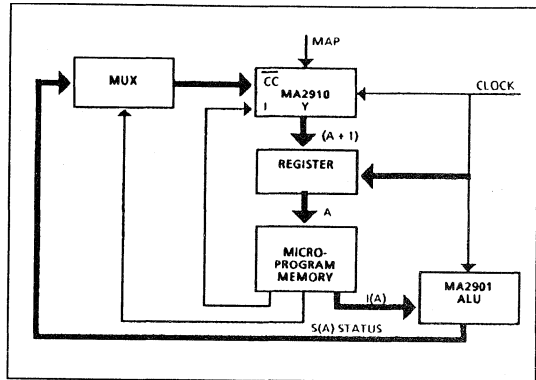 MAP
MUX
CC
MA2910
I Y
CLOCK
(A + 1)
REGISTER
A
MICRO-
PROGRAM
MEMORY
I(A)
MA2901
ALU
S(A) STATUS